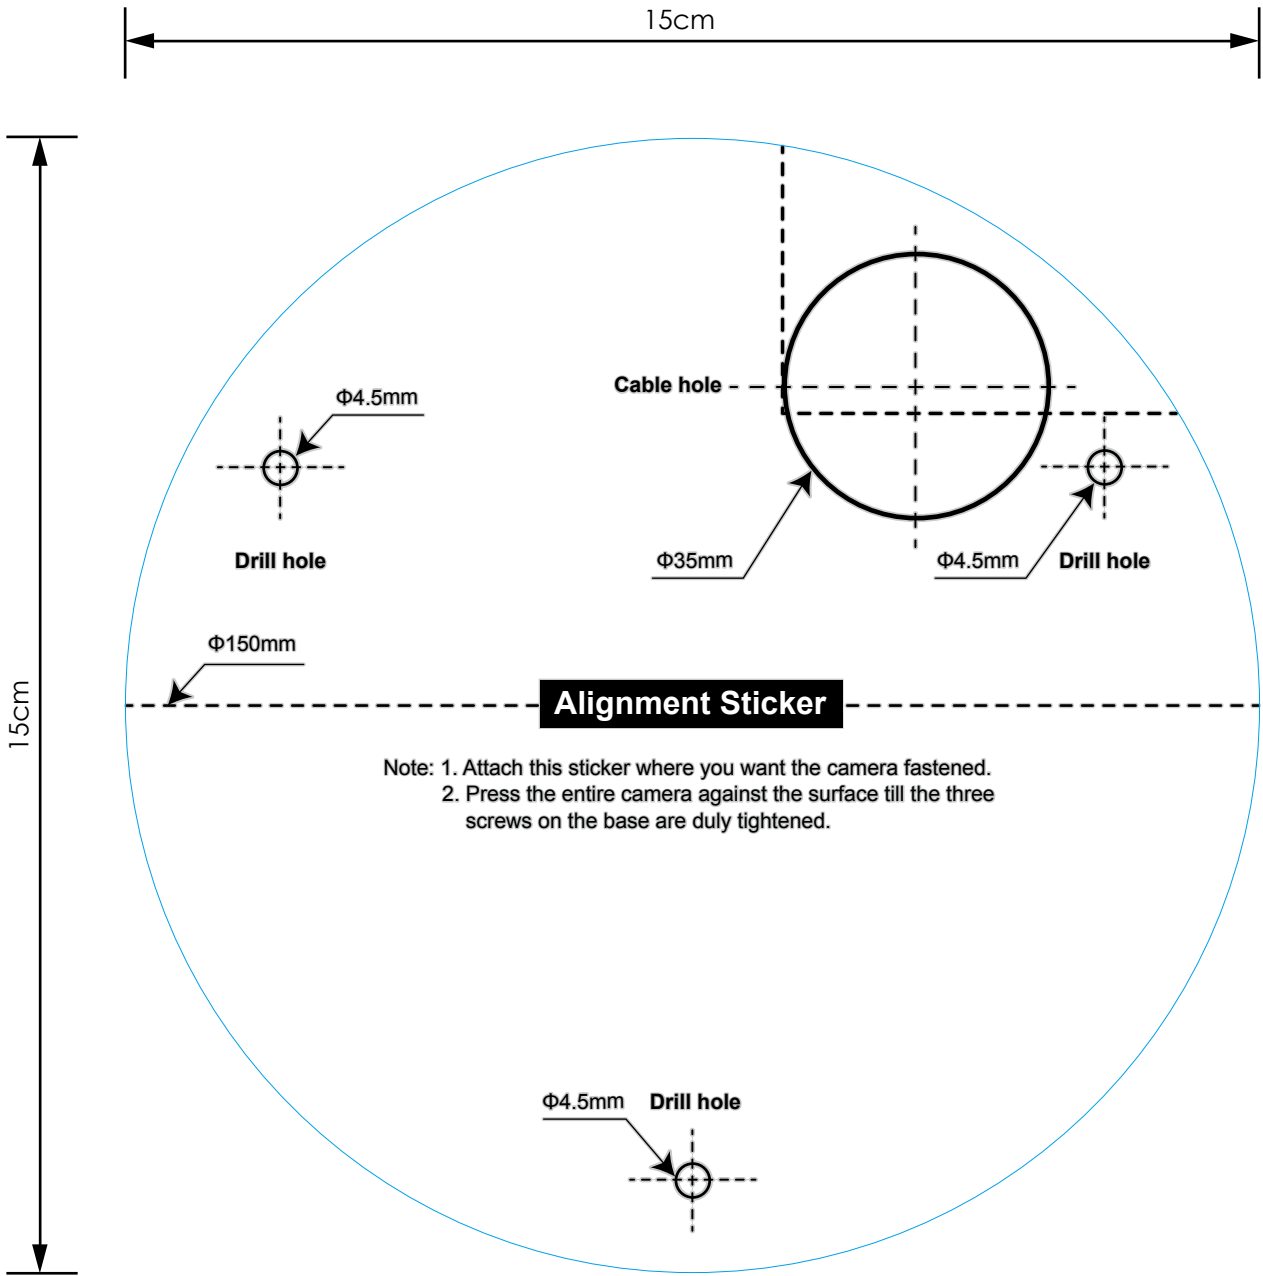 15cm
Φ4.5mm
Cable hole
Drill hole
Φ35mm
Φ4.5mm
Drill hole
Φ150mm
15cm
Alignment Sticker
Note: 1. Attach this sticker where you want the camera fastened.
2. Press the entire camera against the surface till the three
screws on the base are duly tightened.
Φ4.5mm
Drill hole